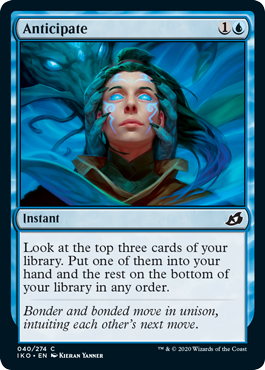 Anticipate 1
Instant
Look at the top three cards of your
library. Put one of them into your
hand and the rest on the bottom of
your library in any order.
Bonder and bonded move in unison,
intuiting each other's next move.
040/274 C
IKO • EN KIERAN YANNER
™ & © 2020 Wizards of the Coast